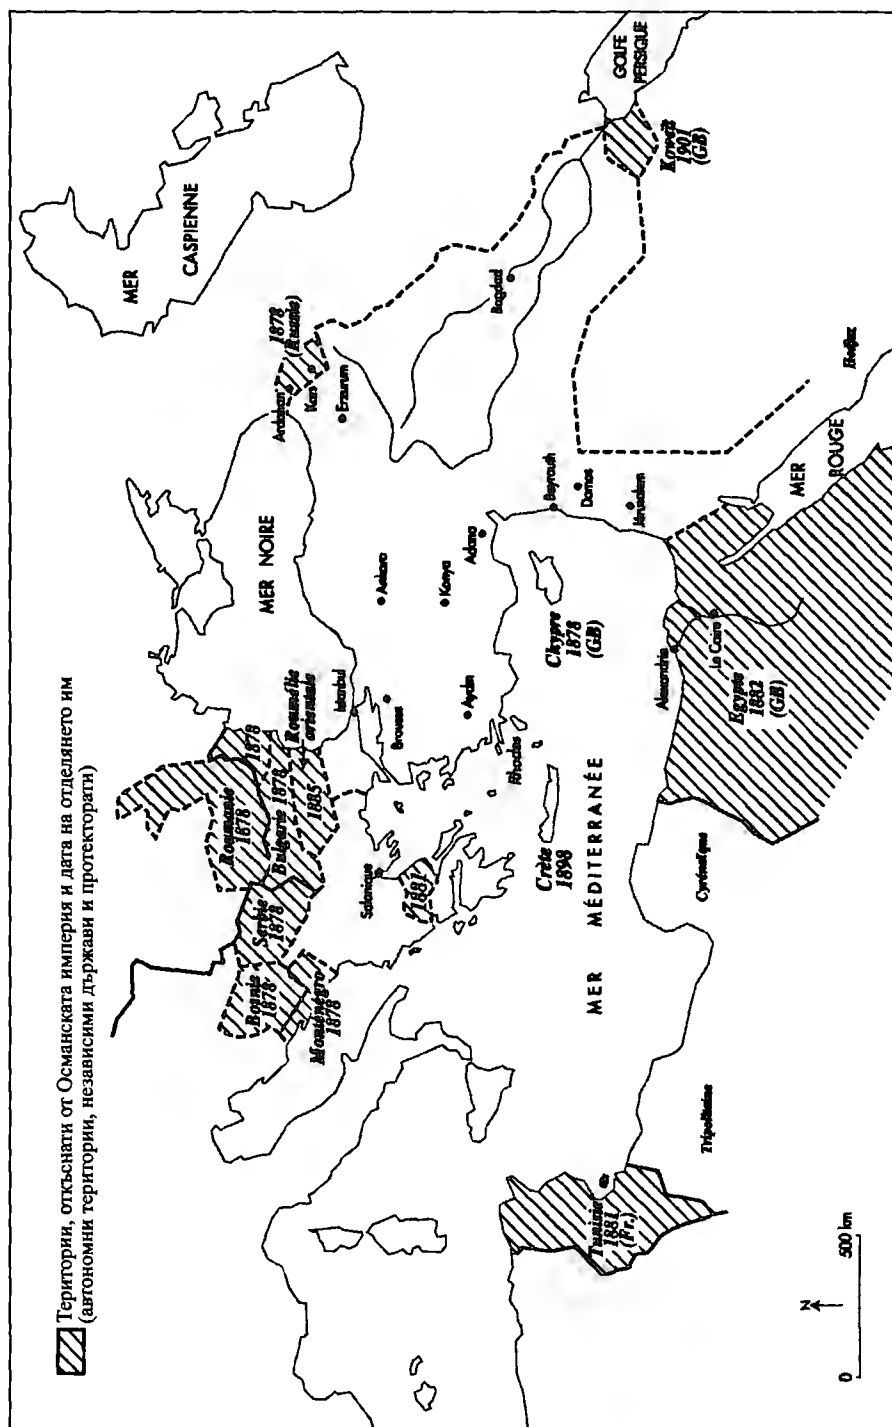 Територии, откъснати от Османската империя и дата на отделянето им
(автономни територии, независими държави и протекторати)
MER
CASPIENNE
GOLFE
PERSIQUE
MER NOIRE
1878
(Russie)
Ardahan
Kars
Erzurum
Kowëit
1901
(GB)
Bagdad
Roumanie
1878
1878
Roumélie
orientale
Bulgarie 1878
1885
Serbie
1878
Bosnie
1878
Monténégro
1878
Istanbul
Brousse
Ankara
Konya
Adana
Aydın
Salonique
1881
Rhodes
Crète
1898
Chypre
1878
(GB)
Beyrouth
Damas
Jérusalem
MER MÉDITERRANÉE
Alexandrie
Le Caire
Egypte
1882
(GB)
MER
ROUGE
Hedjaz
Cyrénaïque
Tripolitaine
Tunisie
1881
(Fr.)
N
0
500 km